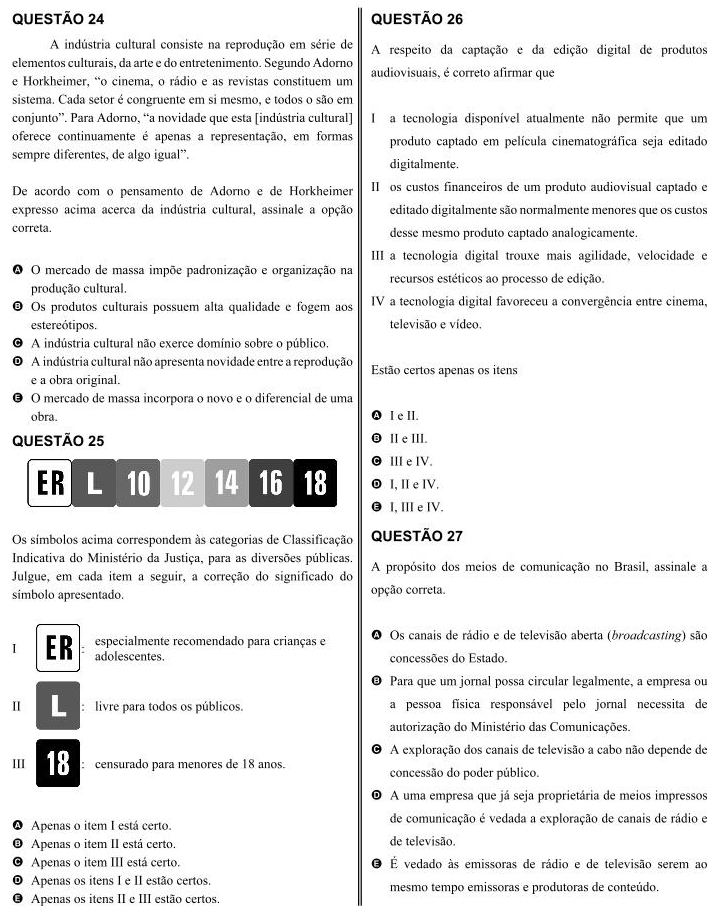 QUESTÃO 24
A indústria cultural consiste na reprodução em série de
elementos culturais, da arte e do entretenimento. Segundo Adorno
e Horkheimer, “o cinema, o rádio e as revistas constituem um
sistema. Cada setor é congruente em si mesmo, e todos o são em
conjunto”. Para Adorno, “a novidade que esta [indústria cultural]
oferece continuamente é apenas a representação, em formas
sempre diferentes, de algo igual”.
De acordo com o pensamento de Adorno e de Horkheimer
expresso acima acerca da indústria cultural, assinale a opção
correta.
A O mercado de massa impõe padronização e organização na
produção cultural.
B Os produtos culturais possuem alta qualidade e fogem aos
estereótipos.
C A indústria cultural não exerce domínio sobre o público.
D A indústria cultural não apresenta novidade entre a reprodução
e a obra original.
E O mercado de massa incorpora o novo e o diferencial de uma
obra.
QUESTÃO 25
ER L 10 12 14 16 18
Os símbolos acima correspondem às categorias de Classificação
Indicativa do Ministério da Justiça, para as diversões públicas.
Julgue, em cada item a seguir, a correção do significado do
símbolo apresentado.
I ER : especialmente recomendado para crianças e
adolescentes.
II L : livre para todos os públicos.
III 18 : censurado para menores de 18 anos.
A Apenas o item I está certo.
B Apenas o item II está certo.
C Apenas o item III está certo.
D Apenas os itens I e II estão certos.
E Apenas os itens II e III estão certos.
QUESTÃO 26
A respeito da captação e da edição digital de produtos
audiovisuais, é correto afirmar que
I a tecnologia disponível atualmente não permite que um
produto captado em película cinematográfica seja editado
digitalmente.
II os custos financeiros de um produto audiovisual captado e
editado digitalmente são normalmente menores que os custos
desse mesmo produto captado analogicamente.
III a tecnologia digital trouxe mais agilidade, velocidade e
recursos estéticos ao processo de edição.
IV a tecnologia digital favoreceu a convergência entre cinema,
televisão e vídeo.
Estão certos apenas os itens
A I e II.
B II e III.
C III e IV.
D I, II e IV.
E I, III e IV.
QUESTÃO 27
A propósito dos meios de comunicação no Brasil, assinale a
opção correta.
A Os canais de rádio e de televisão aberta (broadcasting) são
concessões do Estado.
B Para que um jornal possa circular legalmente, a empresa ou
a pessoa física responsável pelo jornal necessita de
autorização do Ministério das Comunicações.
C A exploração dos canais de televisão a cabo não depende de
concessão do poder público.
D A uma empresa que já seja proprietária de meios impressos
de comunicação é vedada a exploração de canais de rádio e
de televisão.
E É vedado às emissoras de rádio e de televisão serem ao
mesmo tempo emissoras e produtoras de conteúdo.